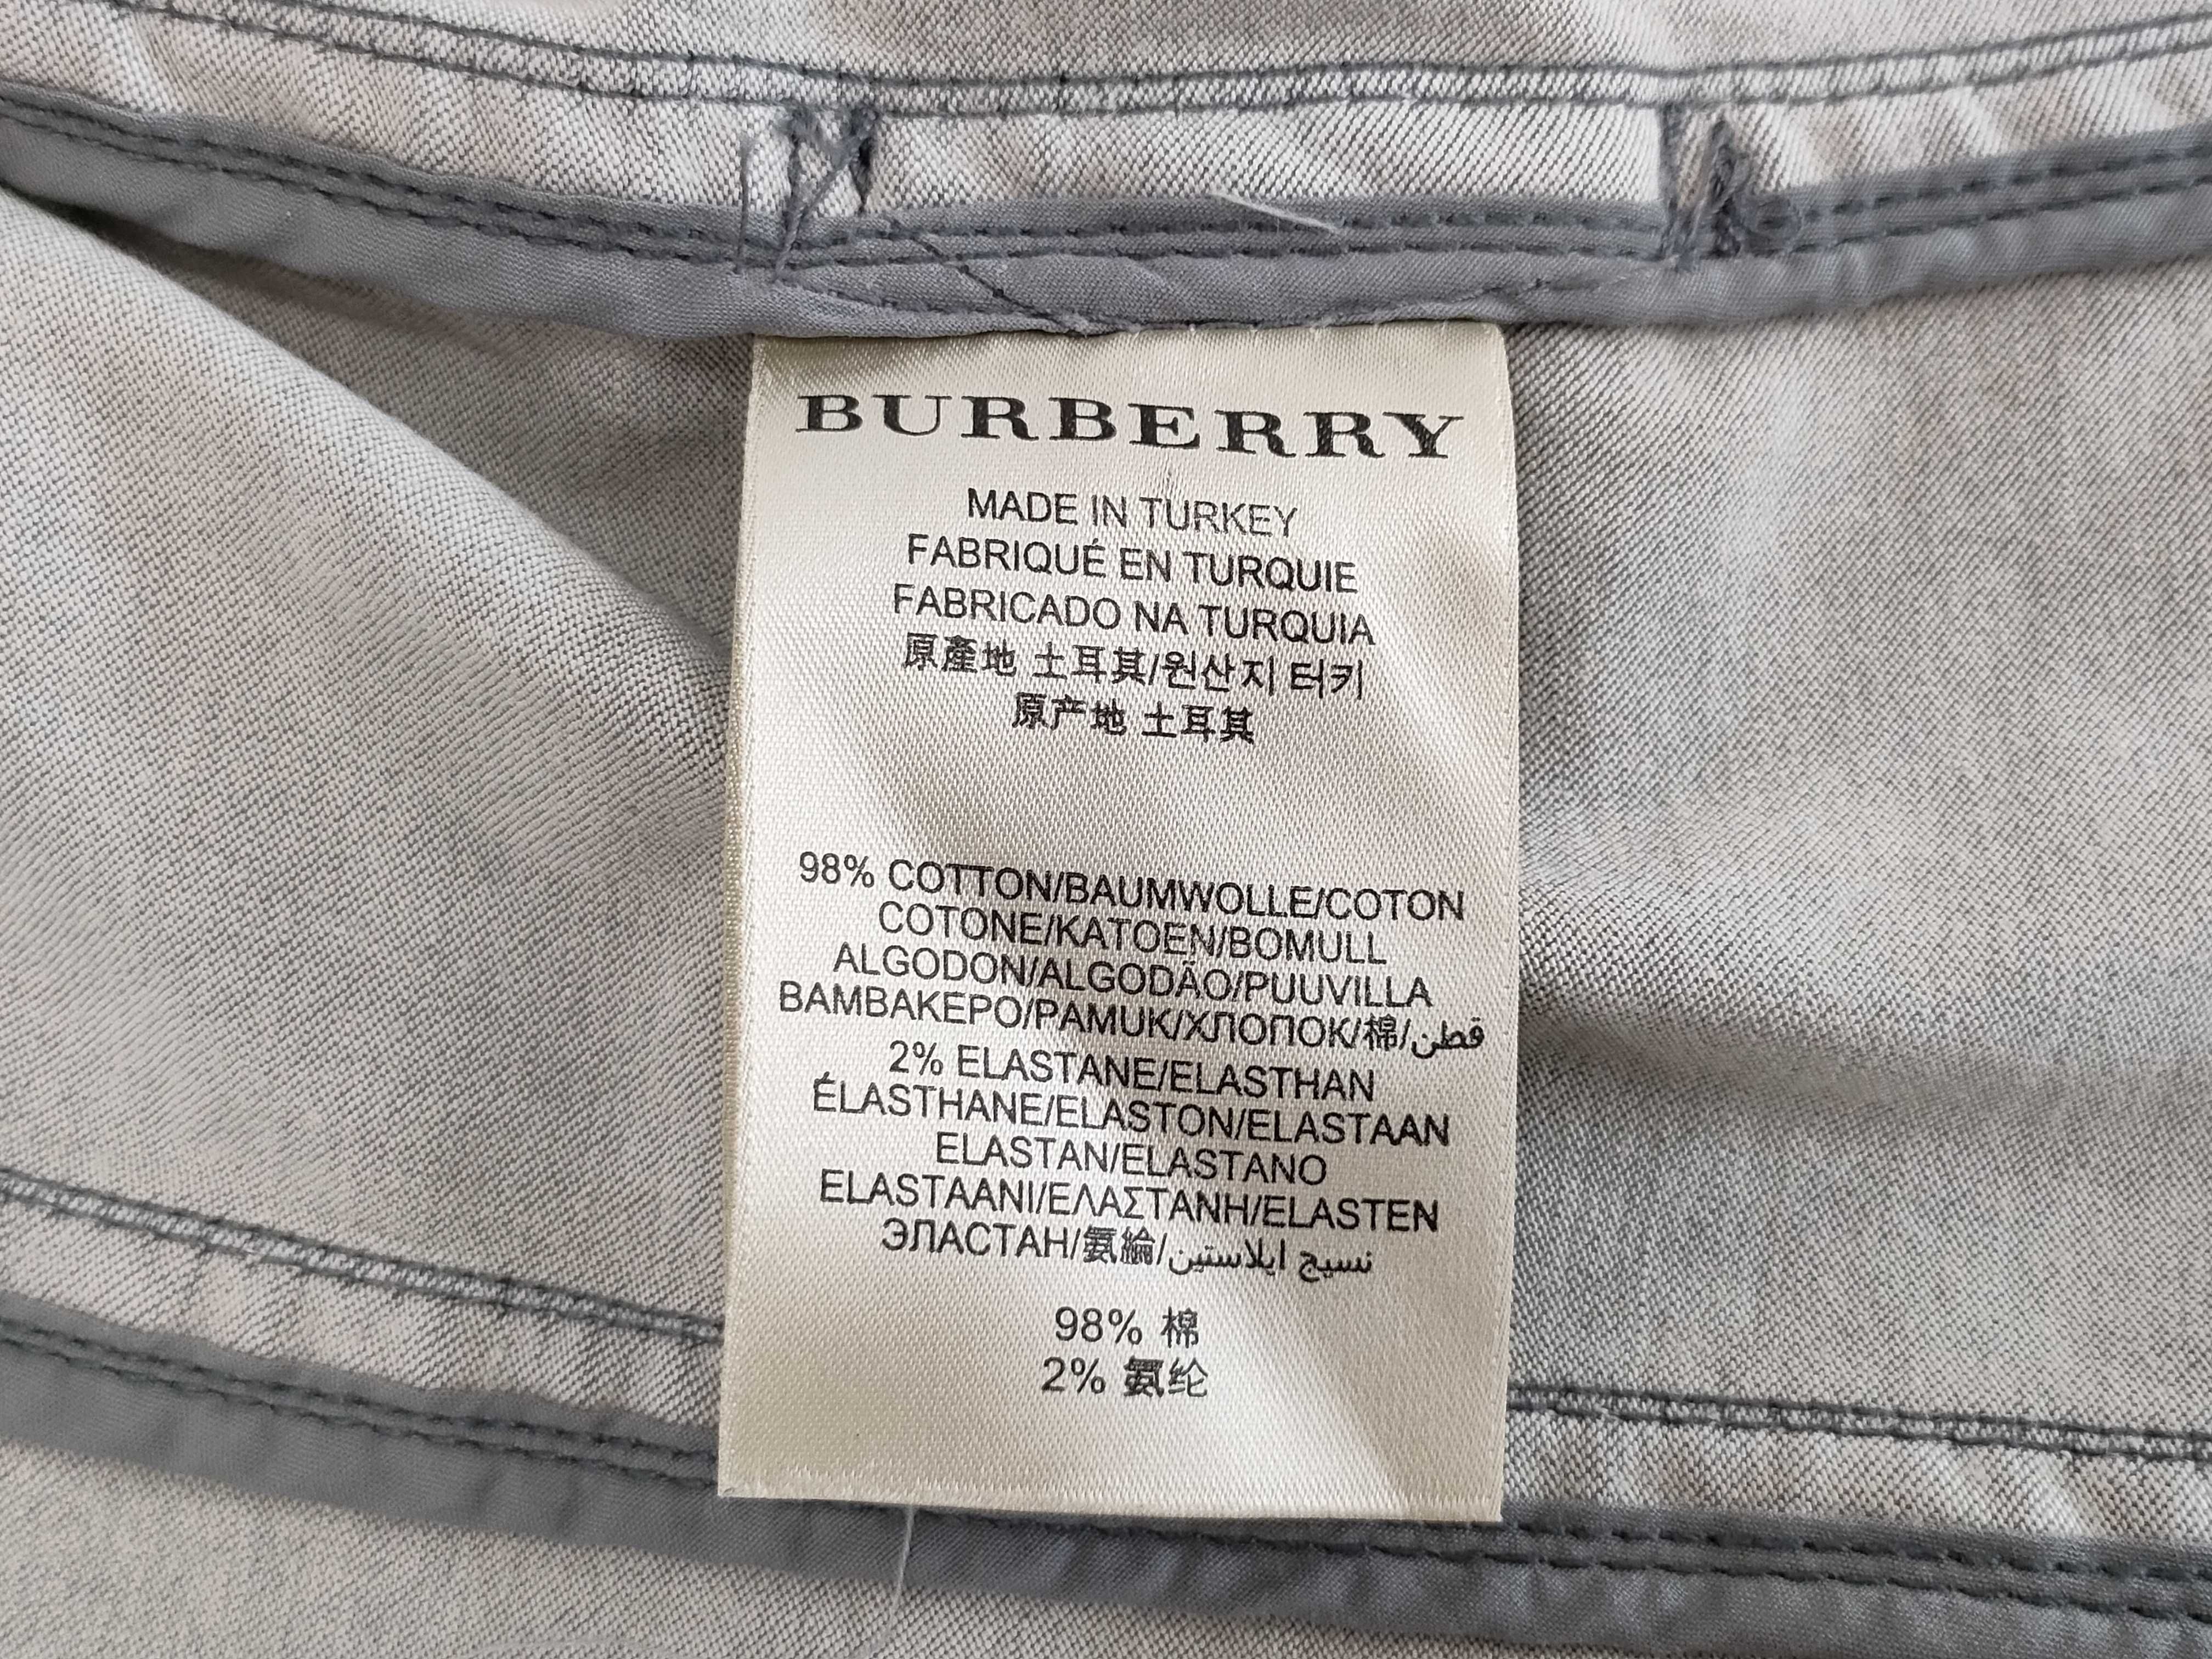 BURBERRY
MADE IN TURKEY
FABRIQUÉ EN TURQUIE
FABRICADO NA TURQUIA
原產地 土耳其/원산지 터키
原产地 土耳其
98% COTTON/BAUMWOLLE/COTON
COTONE/KATOEN/BOMULL
ALGODON/ALGODÃO/PUUVILLA
ΒΑΜΒΑΚΕΡΟ/PAMUK/ХЛОПОК/棉/قطن
2% ELASTANE/ELASTHAN
ÉLASTHANE/ELASTON/ELASTAAN
ELASTAN/ELASTANO
ELASTAANI/ΕΛΑΣΤΑΝΗ/ELASTEN
ЭЛАСТАН/氨綸/نسيج ايلاستين
98% 棉
2% 氨纶